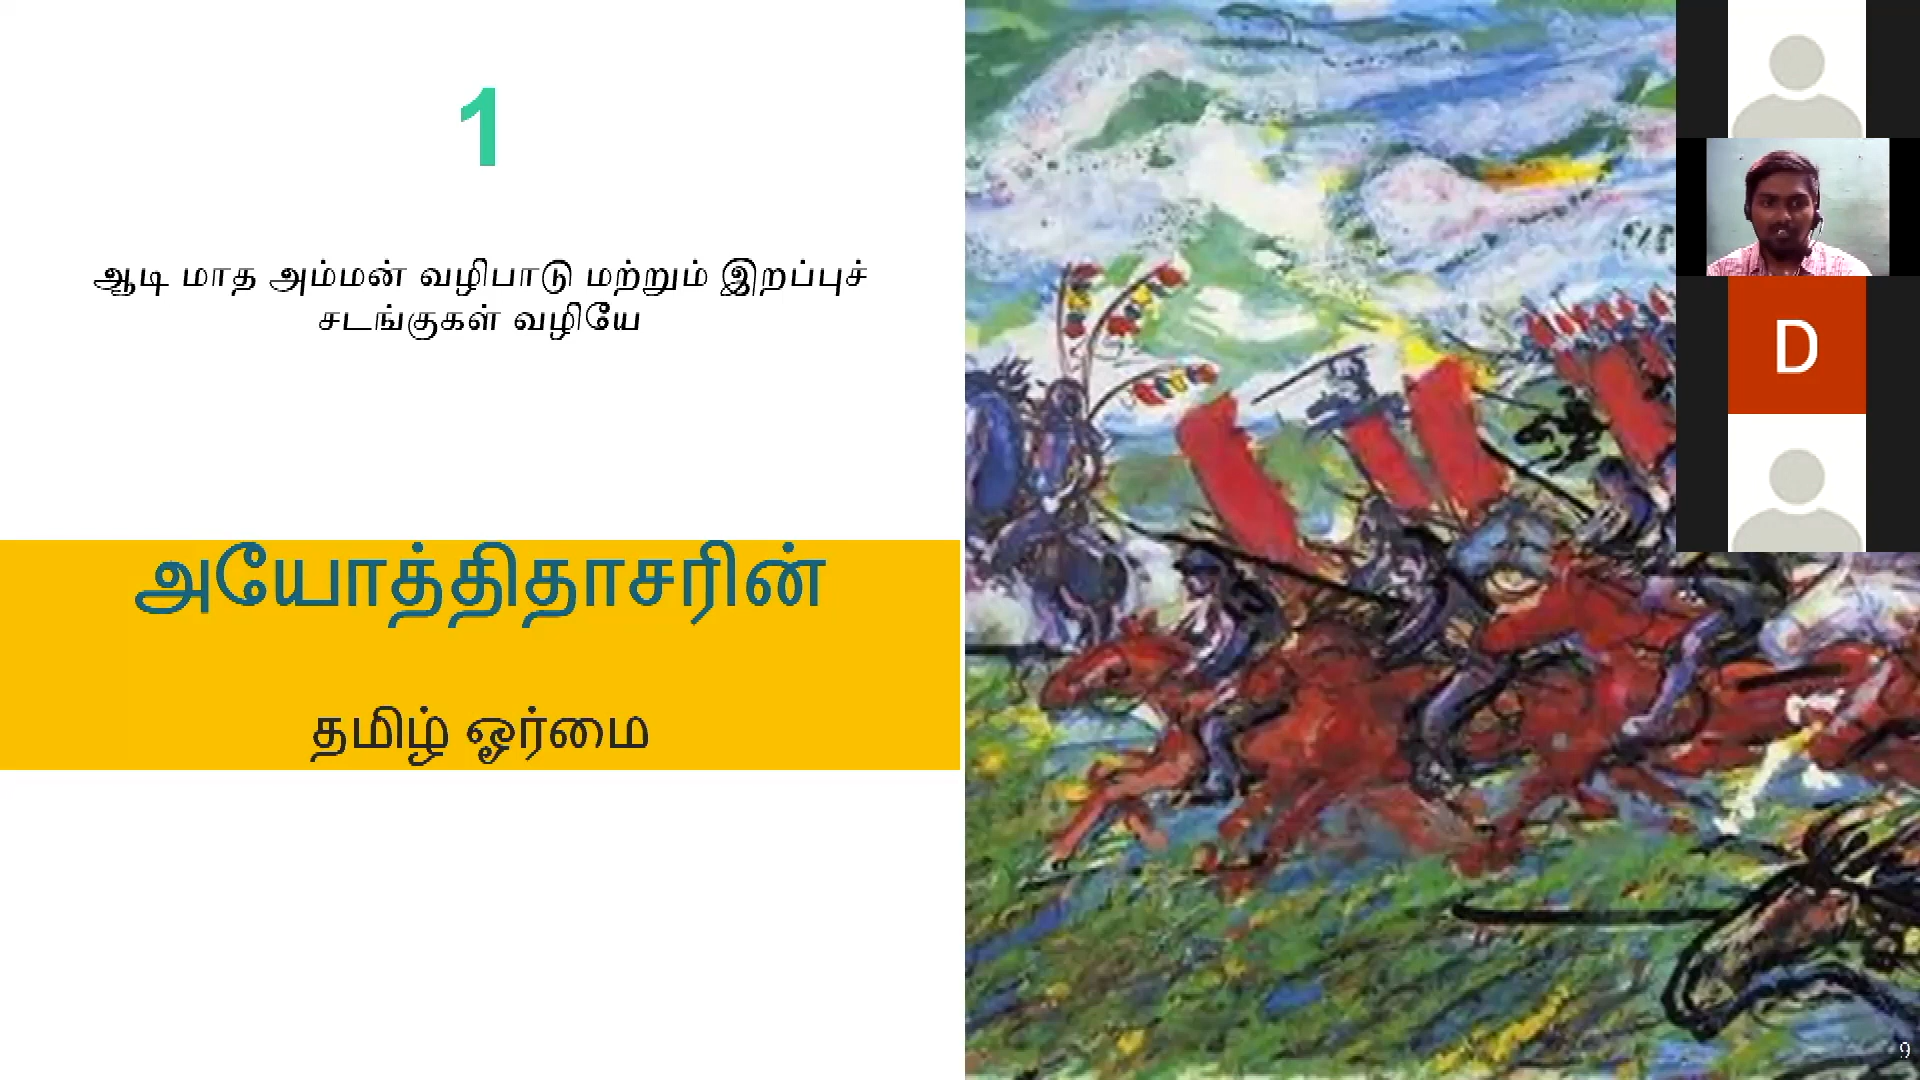 1
ஆடி மாத அம்மன் வழிபாடு மற்றும் இறப்புச்
சடங்குகள் வழியே
அயோத்திதாசரின்
தமிழ் ஓர்மை
D
9